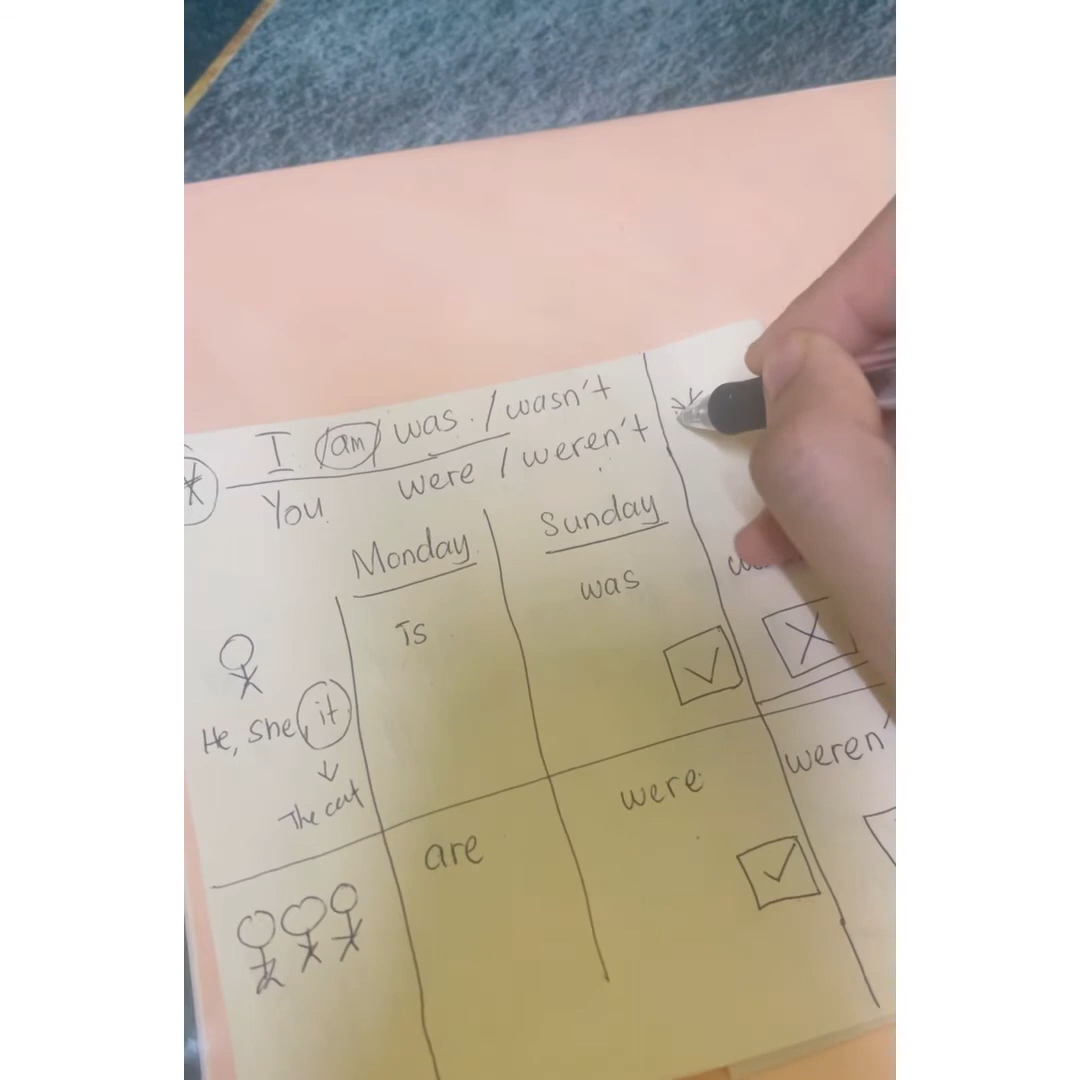 I am was / wasn't
You were / weren't
Monday Sunday
Is was
He, She, it
The cat
are were weren'